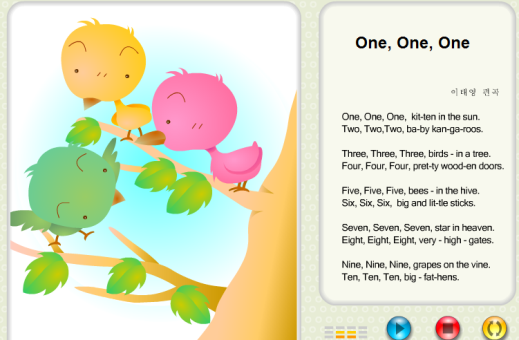 One, One, One
이태영 편곡
One, One, One, kit-ten in the sun.
Two, Two,Two, ba-by kan-ga-roos.
Three, Three, Three, birds - in a tree.
Four, Four, Four, pret-ty wood-en doors.
Five, Five, Five, bees - in the hive.
Six, Six, Six, big and lit-tle sticks.
Seven, Seven, Seven, star in heaven.
Eight, Eight, Eight, very - high - gates.
Nine, Nine, Nine, grapes on the vine.
Ten, Ten, Ten, big - fat-hens.